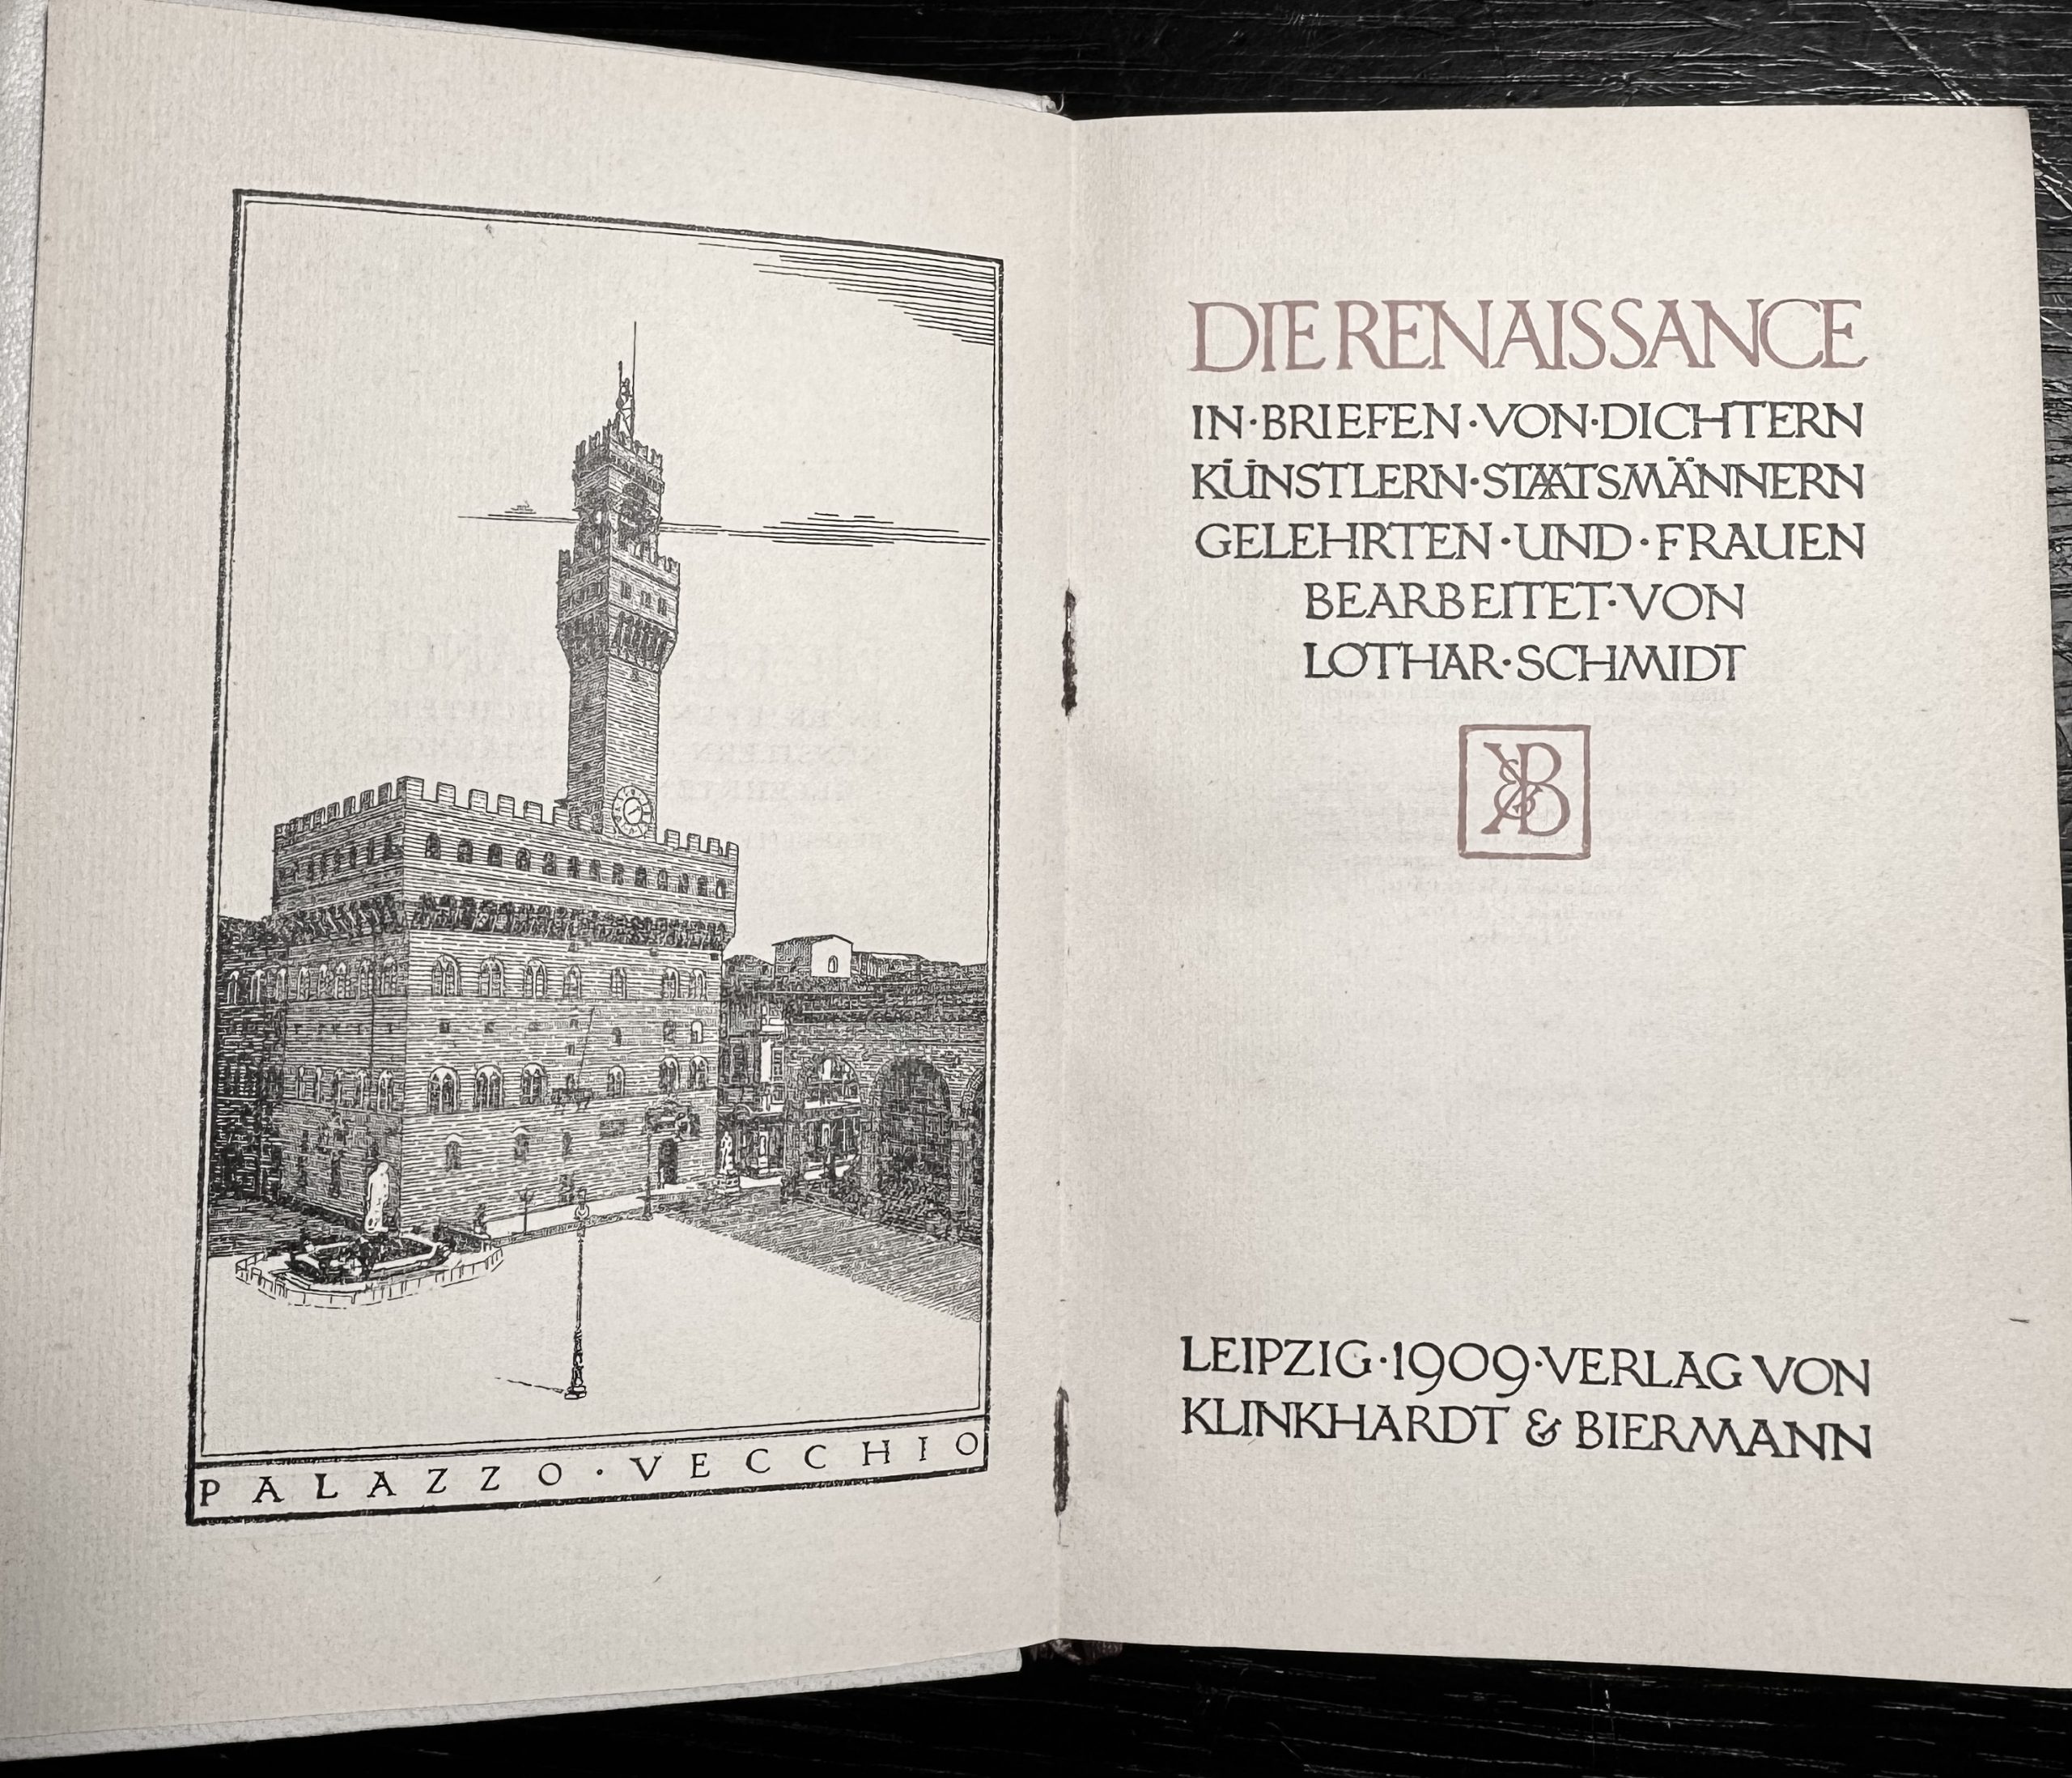 PALAZZO · VECCHIO
DIE RENAISSANCE
IN·BRIEFEN·VON·DICHTERN
KÜNSTLERN·STAATSMÄNNERN
GELEHRTEN·UND·FRAUEN
BEARBEITET·VON
LOTHAR·SCHMIDT
K&B
LEIPZIG·1909·VERLAG VON
KLINKHARDT & BIERMANN